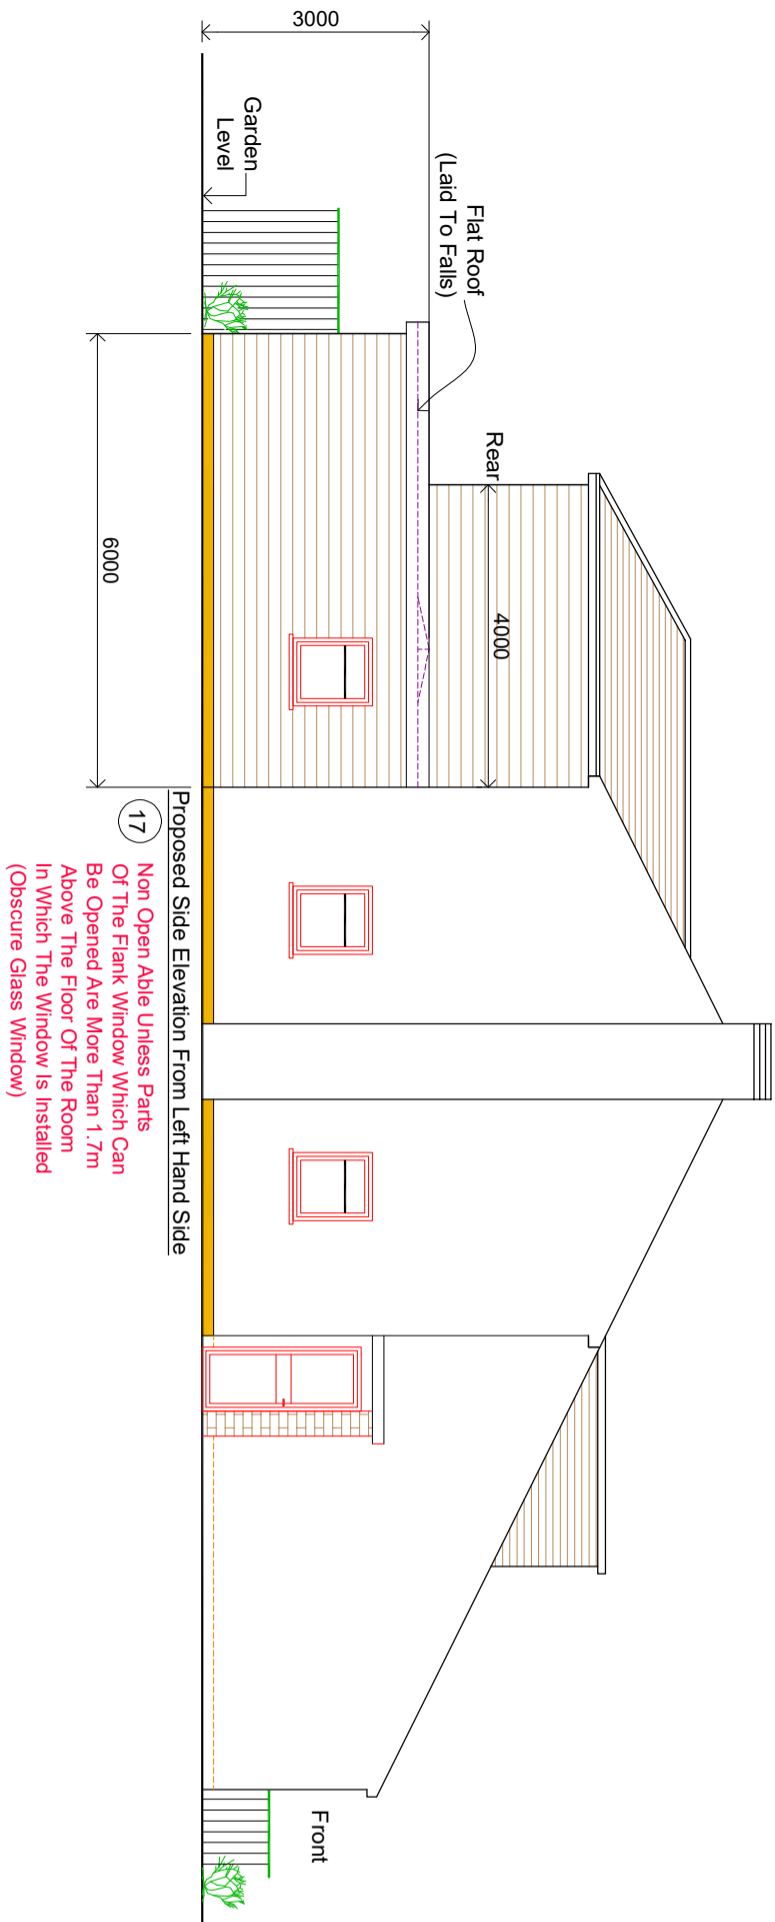 3000
Garden
Level
Flat Roof
(Laid To Falls)
Rear
4000
6000
Front
Proposed Side Elevation From Left Hand Side
17
Non Open Able Unless Parts
Of The Flank Window Which Can
Be Opened Are More Than 1.7m
Above The Floor Of The Room
In Which The Window Is Installed
(Obscure Glass Window)